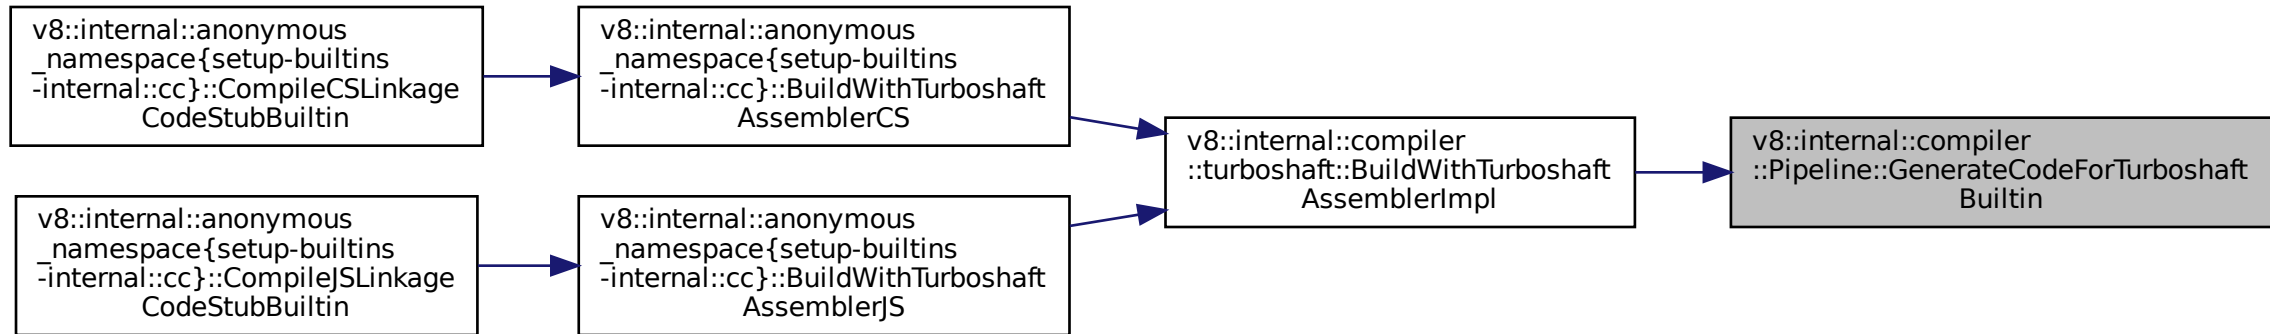 v8::internal::anonymous
_namespace{setup-builtins
-internal::cc}::CompileCSLinkage
CodeStubBuiltin
v8::internal::anonymous
_namespace{setup-builtins
-internal::cc}::BuildWithTurboshaft
AssemblerCS
v8::internal::compiler
::turboshaft::BuildWithTurboshaft
AssemblerImpl
v8::internal::compiler
::Pipeline::GenerateCodeForTurboshaft
Builtin
v8::internal::anonymous
_namespace{setup-builtins
-internal::cc}::CompileJSLinkage
CodeStubBuiltin
v8::internal::anonymous
_namespace{setup-builtins
-internal::cc}::BuildWithTurboshaft
AssemblerJS